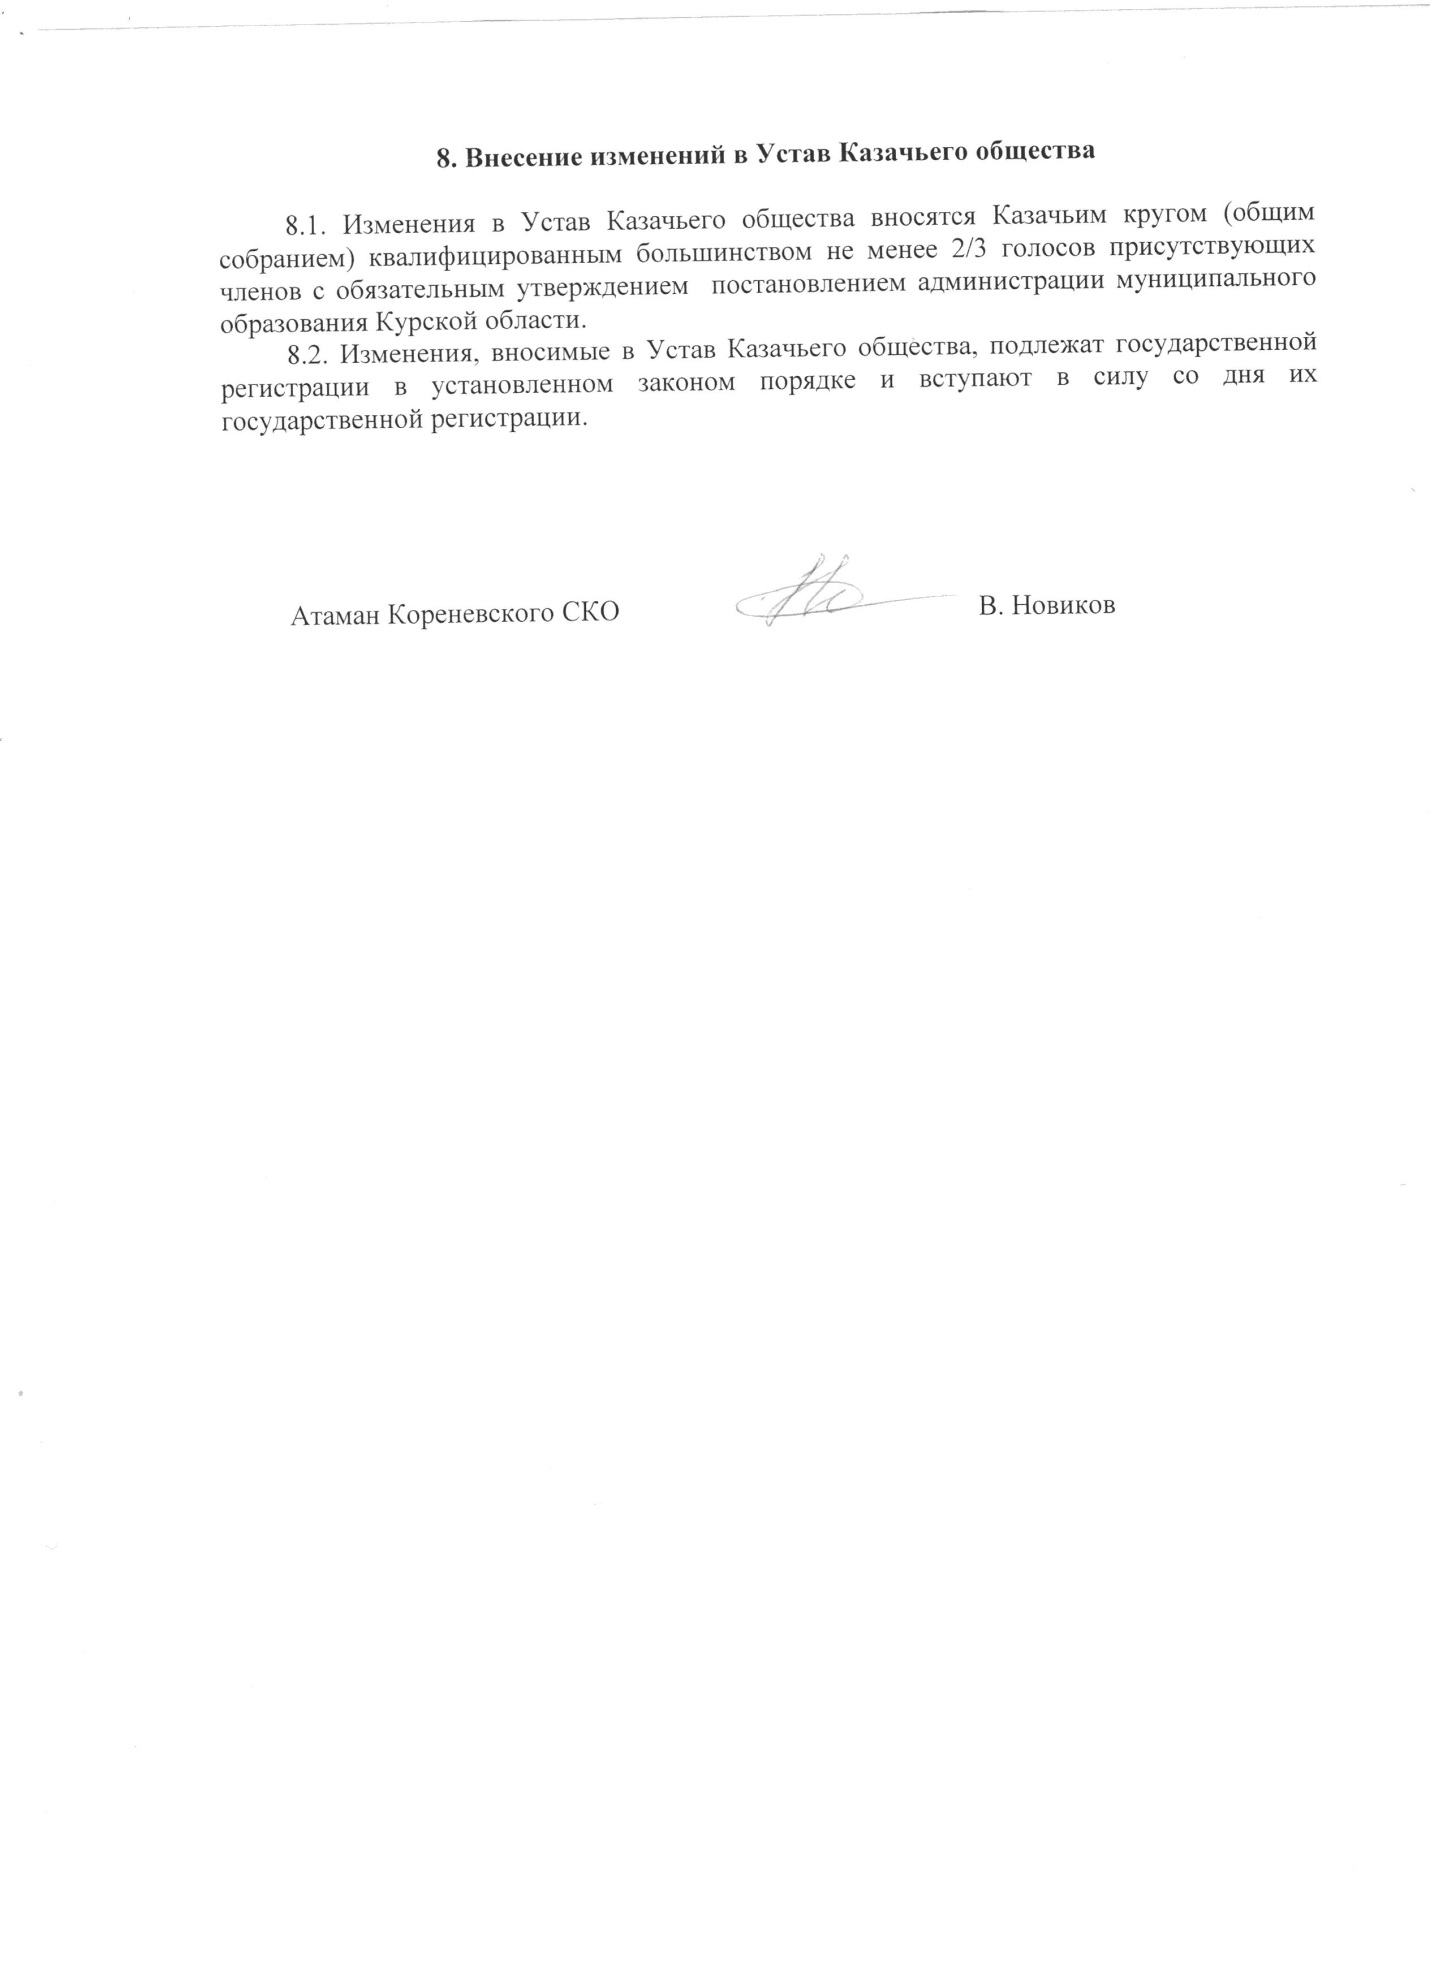 8. Внесение изменений в Устав Казачьего общества
8.1. Изменения в Устав Казачьего общества вносятся Казачьим кругом (общим
собранием) квалифицированным большинством не менее 2/3 голосов присутствующих
членов с обязательным утверждением постановлением администрации муниципального
образования Курской области.
8.2. Изменения, вносимые в Устав Казачьего общества, подлежат государственной
регистрации в установленном законом порядке и вступают в силу со дня их
государственной регистрации.
Атаман Кореневского СКО В. Новиков